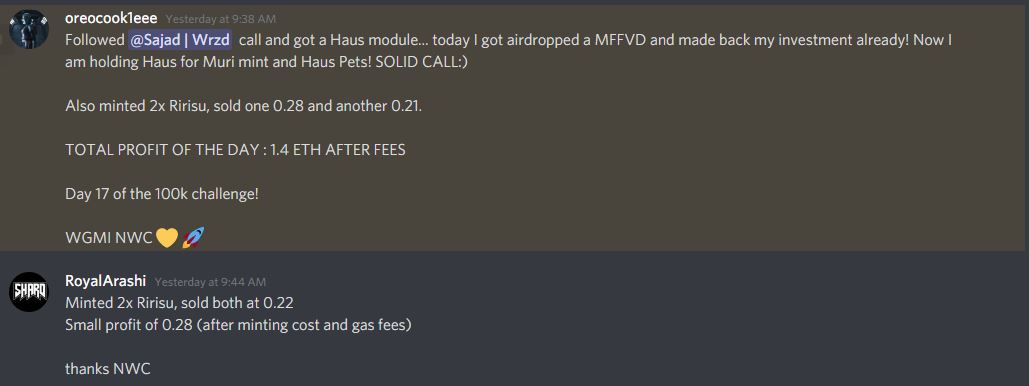 oreocook1eee Yesterday at 9:38 AM
Followed @Sajad | Wrzd call and got a Haus module... today I got airdropped a MFFVD and made back my investment already! Now I
am holding Haus for Muri mint and Haus Pets! SOLID CALL:)
Also minted 2x Ririsu, sold one 0.28 and another 0.21.
TOTAL PROFIT OF THE DAY : 1.4 ETH AFTER FEES
Day 17 of the 100k challenge!
WGMI NWC 💛 🚀
SHARQ
RoyalArashi Yesterday at 9:44 AM
Minted 2x Ririsu, sold both at 0.22
Small profit of 0.28 (after minting cost and gas fees)
thanks NWC